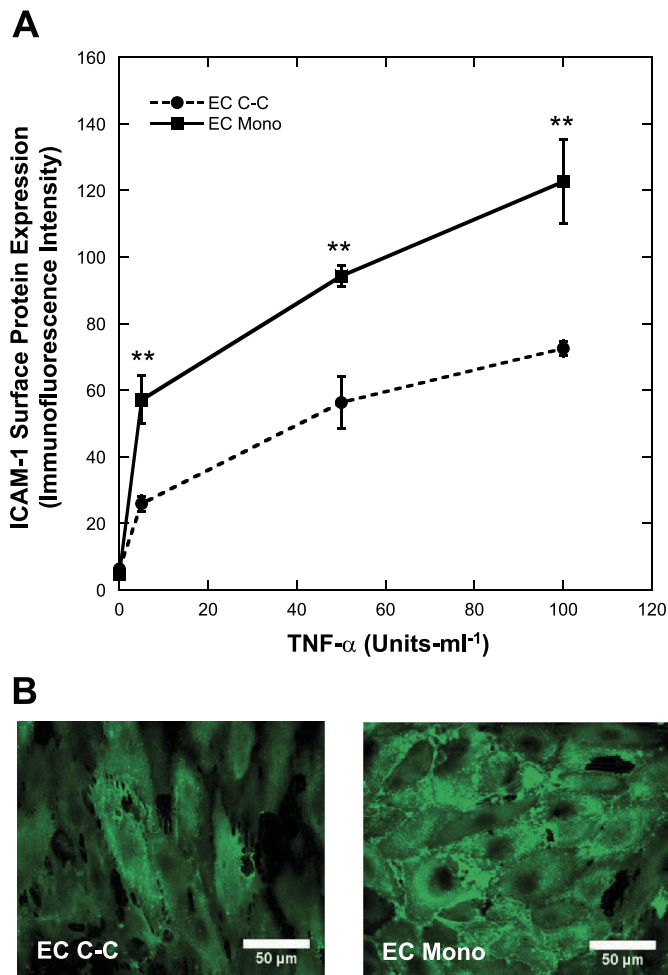 A
ICAM-1 Surface Protein Expression
(Immunofluorescence Intensity)
160
140
120
100
80
60
40
20
0
EC C-C
EC Mono
**
**
**
0
20
40
60
80
100
120
TNF-α (Units-ml⁻¹)
B
EC C-C
50 µm
EC Mono
50 µm